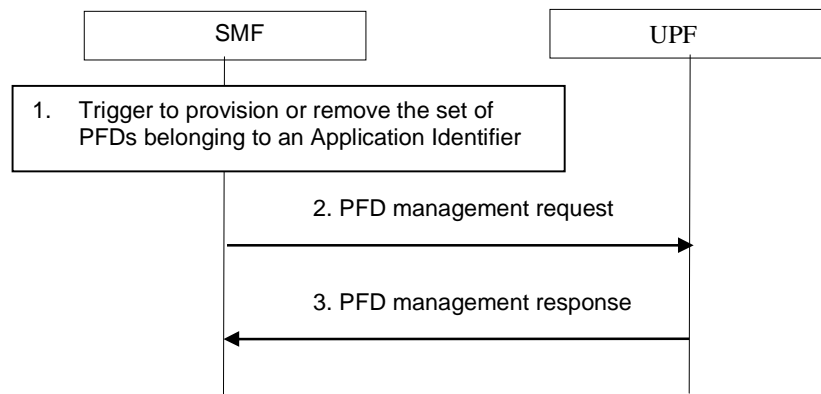 SMF
UPF
1. Trigger to provision or remove the set of
PFDs belonging to an Application Identifier
2. PFD management request
3. PFD management response